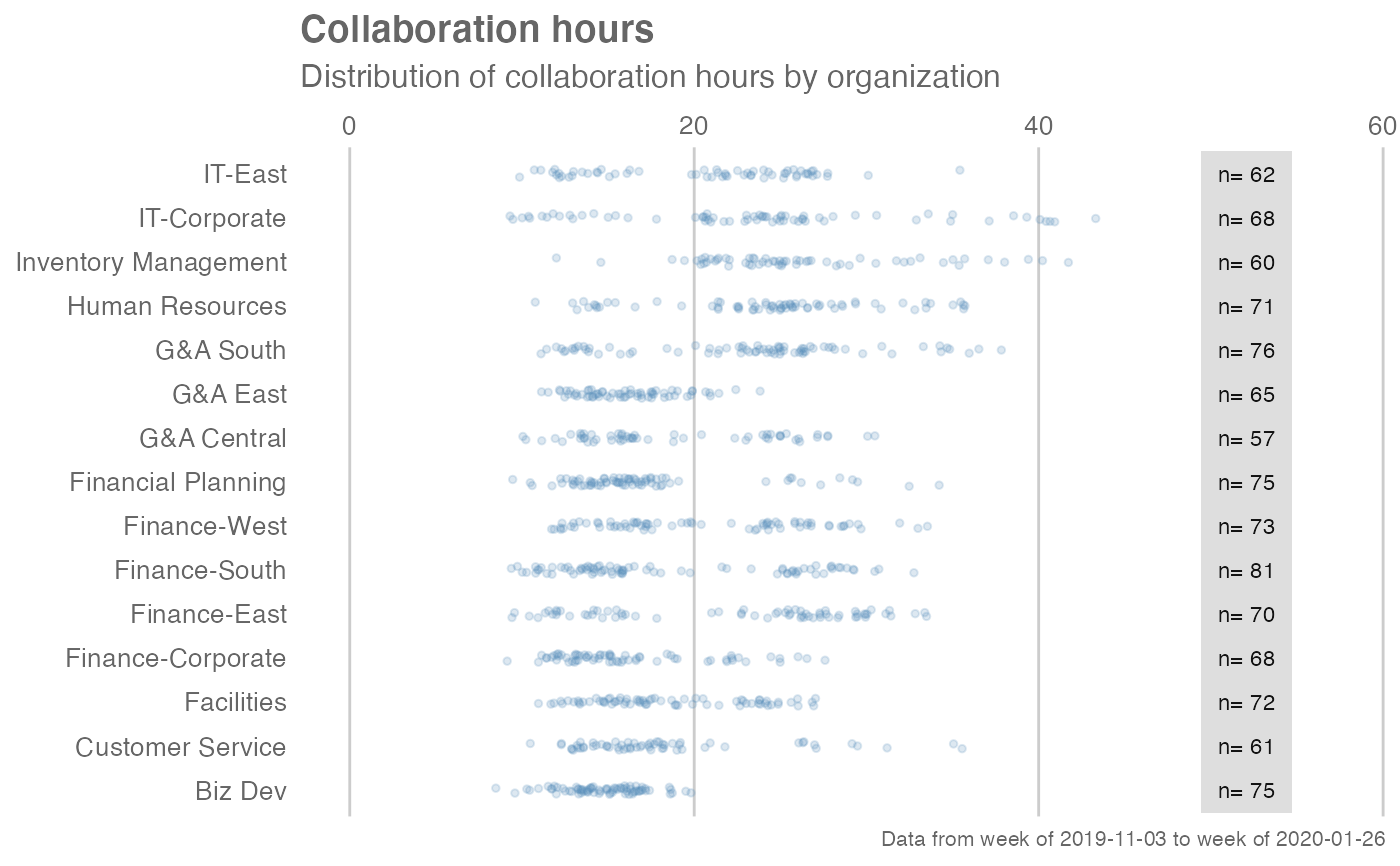 Collaboration hours
Distribution of collaboration hours by organization
0 20 40 60
IT-East n= 62
IT-Corporate n= 68
Inventory Management n= 60
Human Resources n= 71
G&A South n= 76
G&A East n= 65
G&A Central n= 57
Financial Planning n= 75
Finance-West n= 73
Finance-South n= 81
Finance-East n= 70
Finance-Corporate n= 68
Facilities n= 72
Customer Service n= 61
Biz Dev n= 75
Data from week of 2019-11-03 to week of 2020-01-26